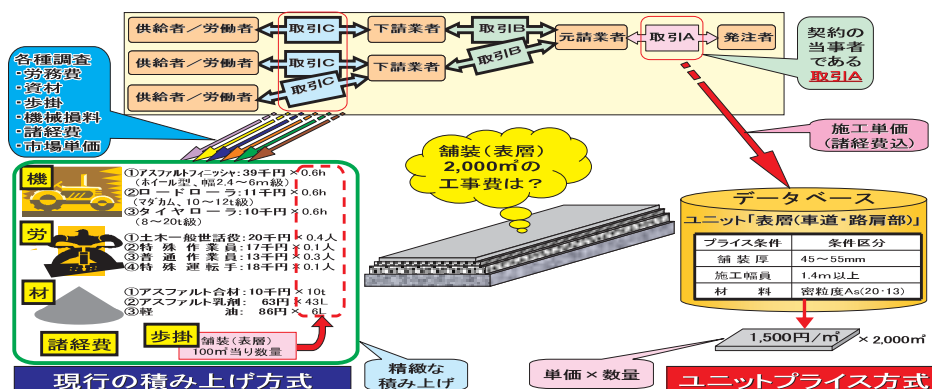 供給者／労働者
取引C
下請業者
取引B
元請業者
取引A
発注者
供給者／労働者
取引C
下請業者
取引B
供給者／労働者
取引C
契約の
当事者
である
取引A
各種調査
・労務費
・資材
・歩掛
・機械損料
・諸経費
・市場単価
施工単価
(諸経費込)
舗装(表層)
2,000㎡の
工事費は？
機
①アスファルトフィニッシャ：39千円×0.6h
(ホイール型、幅2.4～6m級)
②ロードローラ：11千円×0.6h
(マダカム、10～12t級)
③タイヤローラ：10千円×0.6h
(8～20t級)
労
①土木一般世話役：20千円×0.4人
②特殊作業員：17千円×0.1人
③普通作業員：13千円×0.3人
④特殊運転手：18千円×0.1人
材
①アスファルト合材：10千円×10t
②アスファルト乳剤：63円×43L
③軽油：86円×6L
諸経費
歩掛
舗装(表層)
100㎡当り数量
現行の積み上げ方式
精緻な
積み上げ
データベース
ユニット「表層(車道・路肩部)」
プライス条件 条件区分
舗装厚 45～55mm
施工幅員 1.4m以上
材料 密粒度As(20・13)
1,500円/㎡ ×2,000㎡
単価×数量
ユニットプライス方式